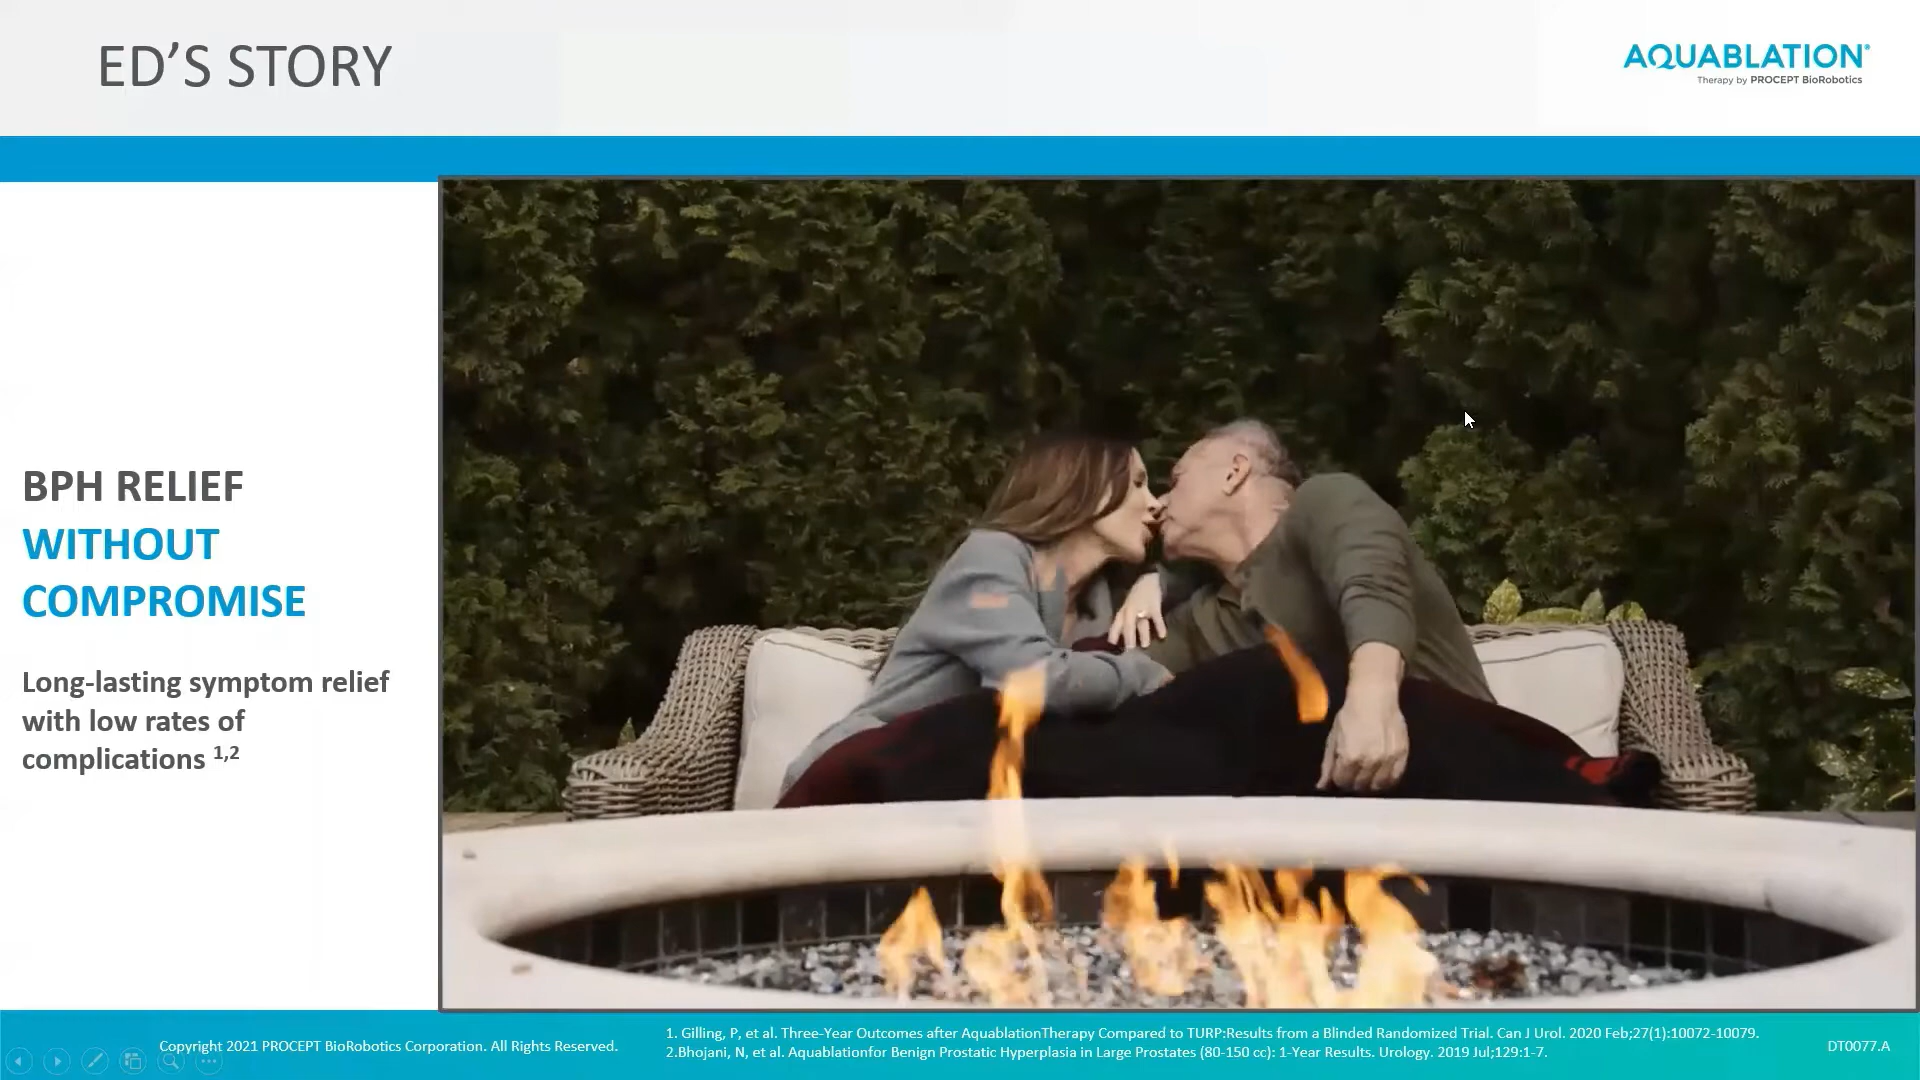 ED’S STORY
AQUABLATION®
Therapy by PROCEPT BioRobotics
BPH RELIEF
WITHOUT
COMPROMISE
Long-lasting symptom relief
with low rates of
complications 1,2
Copyright 2021 PROCEPT BioRobotics Corporation. All Rights Reserved.
1. Gilling, P, et al. Three-Year Outcomes after AquablationTherapy Compared to TURP:Results from a Blinded Randomized Trial. Can J Urol. 2020 Feb;27(1):10072-10079.
2.Bhojani, N, et al. Aquablationfor Benign Prostatic Hyperplasia in Large Prostates (80-150 cc): 1-Year Results. Urology. 2019 Jul;129:1-7.
DT0077.A